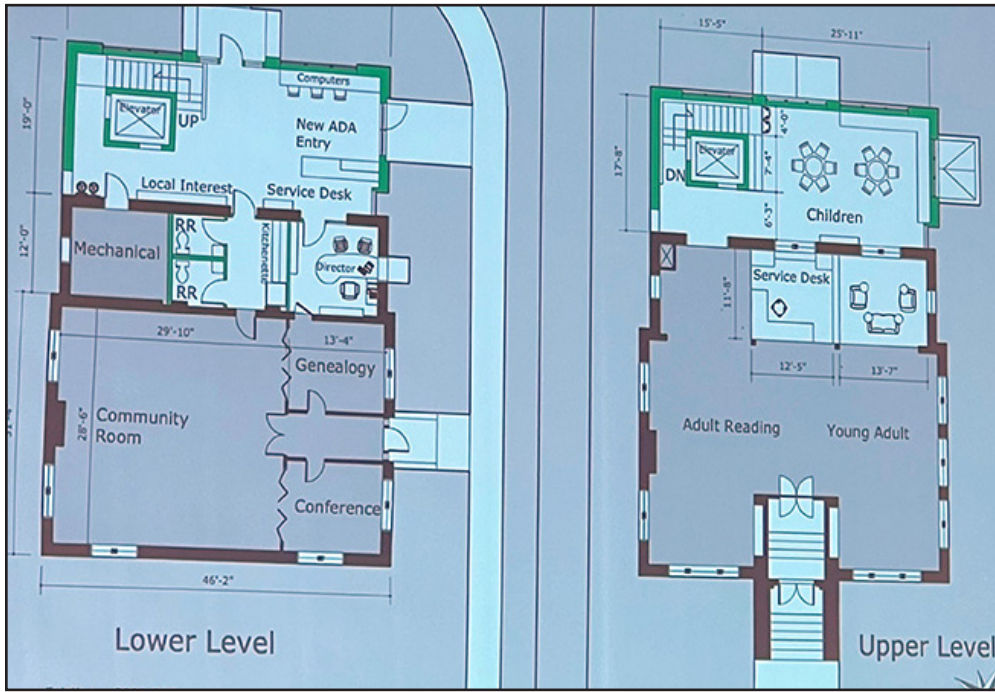 15'-5"
25'-11"
Computers
Elevator
UP
19'-0"
New ADA
Entry
Local Interest
Service Desk
4'-0"
7'-4"
17'-8"
Elevator
DN
6'-3"
Children
12'-0"
Mechanical
RR
RR
Kitchenette
Director
Service Desk
11'-8"
29'-10"
13'-4"
Genealogy
12'-5"
13'-7"
28'-6"
Community
Room
Adult Reading
Young Adult
Conference
46'-2"
Lower Level
Upper Level